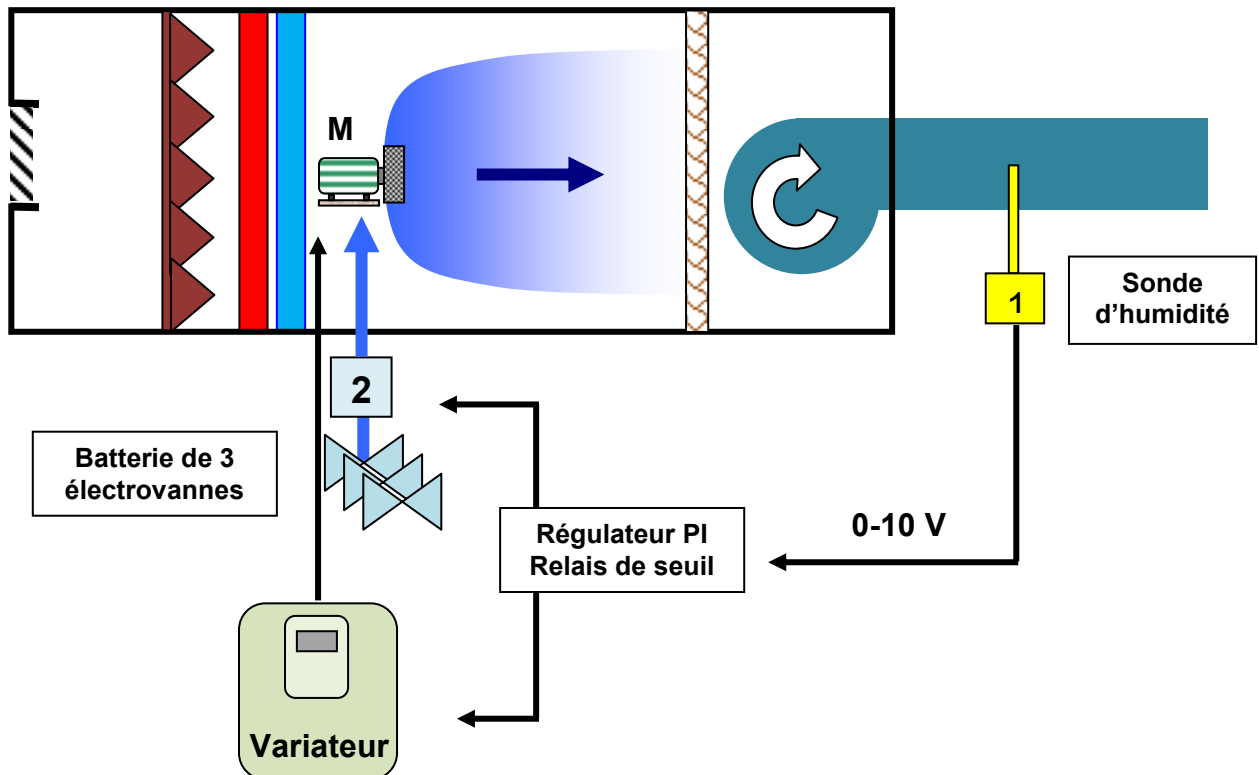 M
1
Sonde
d’humidité
2
Batterie de 3
électrovannes
Régulateur PI
Relais de seuil
0-10 V
Variateur